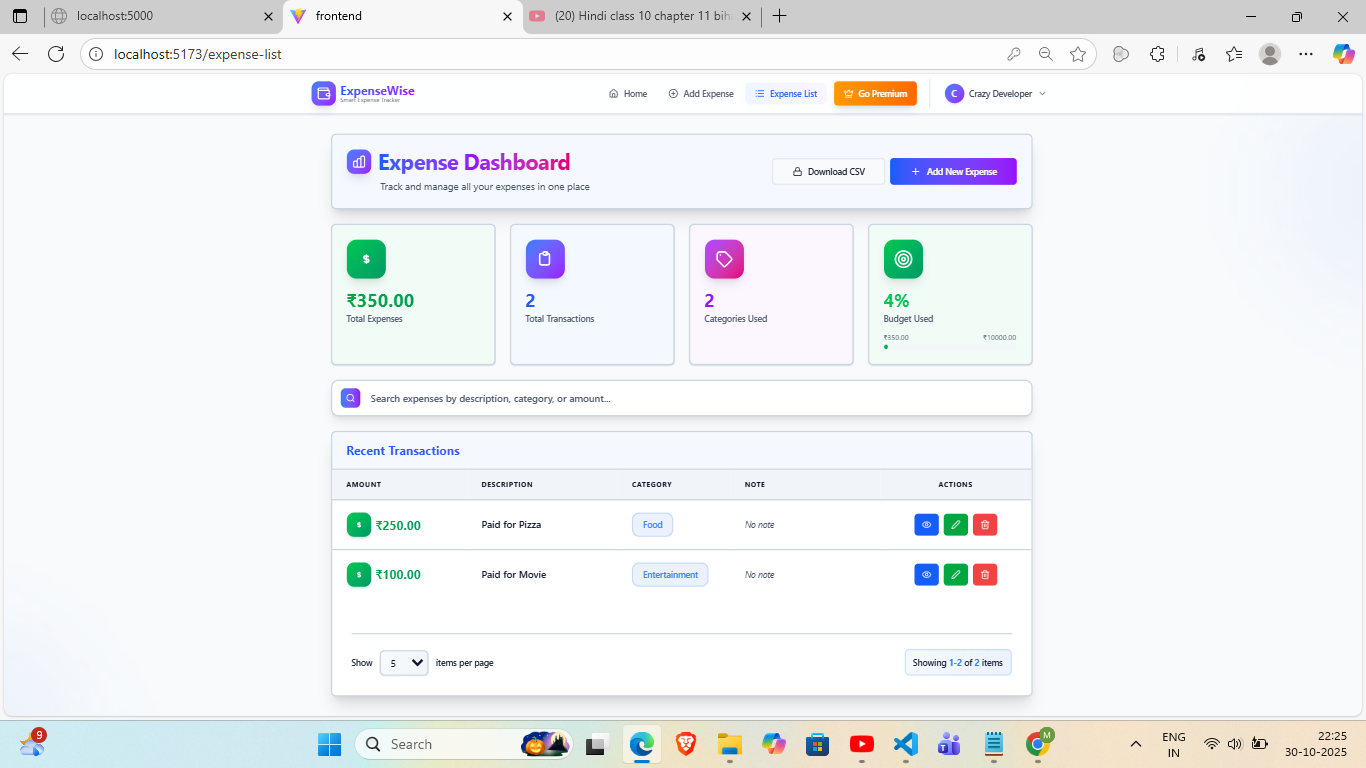 localhost:5000
frontend
(20) Hindi class 10 chapter 11 bih
localhost:5173/expense-list
ExpenseWise
Smart Expense Tracker
Home
Add Expense
Expense List
Go Premium
C
Crazy Developer
Expense Dashboard
Track and manage all your expenses in one place
Download CSV
+ Add New Expense
$
₹350.00
Total Expenses
2
Total Transactions
2
Categories Used
4%
Budget Used
₹350.00 ₹10000.00
Search expenses by description, category, or amount...
Recent Transactions
AMOUNT DESCRIPTION CATEGORY NOTE ACTIONS
$ ₹250.00 Paid for Pizza Food No note
$ ₹100.00 Paid for Movie Entertainment No note
Show 5 items per page Showing 1-2 of 2 items
9
Search
M
ENG
IN
22:25
30-10-2025